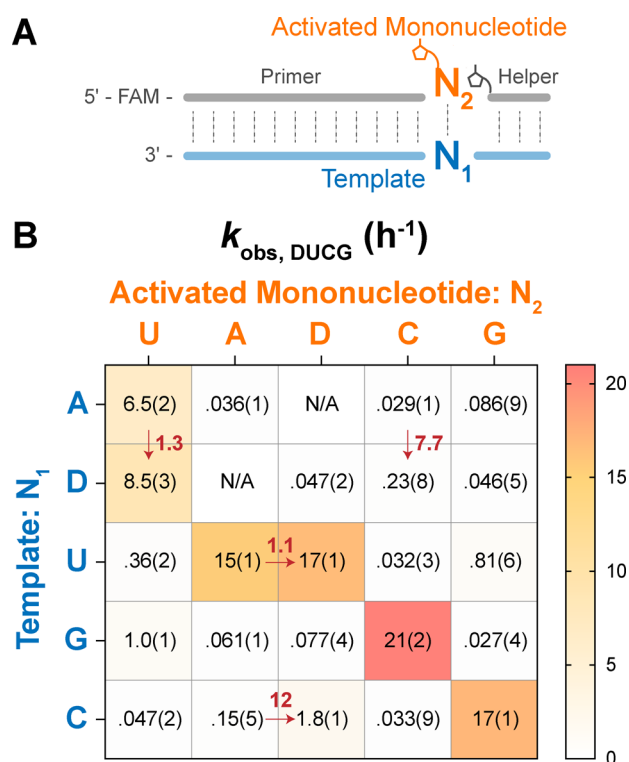 A
Activated Mononucleotide
Primer
N2
Helper
5' - FAM -
3' -
Template
N1
B
kobs, DUCG (h-1)
Activated Mononucleotide: N2
U A D C G
Template: N1
A 6.5(2) .036(1) N/A .029(1) .086(9)
1.3 7.7
D 8.5(3) N/A .047(2) .23(8) .046(5)
1.1
U .36(2) 15(1) 17(1) .032(3) .81(6)
G 1.0(1) .061(1) .077(4) 21(2) .027(4)
12
C .047(2) .15(5) 1.8(1) .033(9) 17(1)
20
15
10
5
0